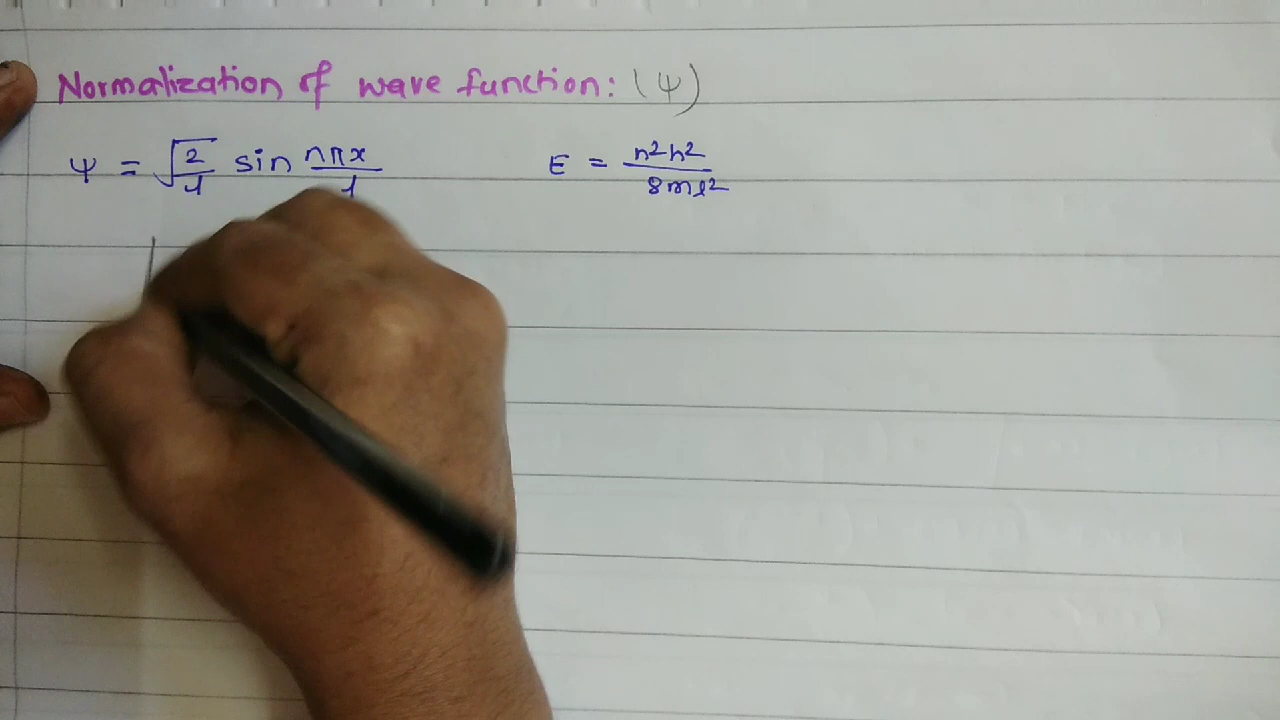 Normalization of wave function: (ψ)
ψ = √2/l sin nπx/l E = n²h²/8ml²